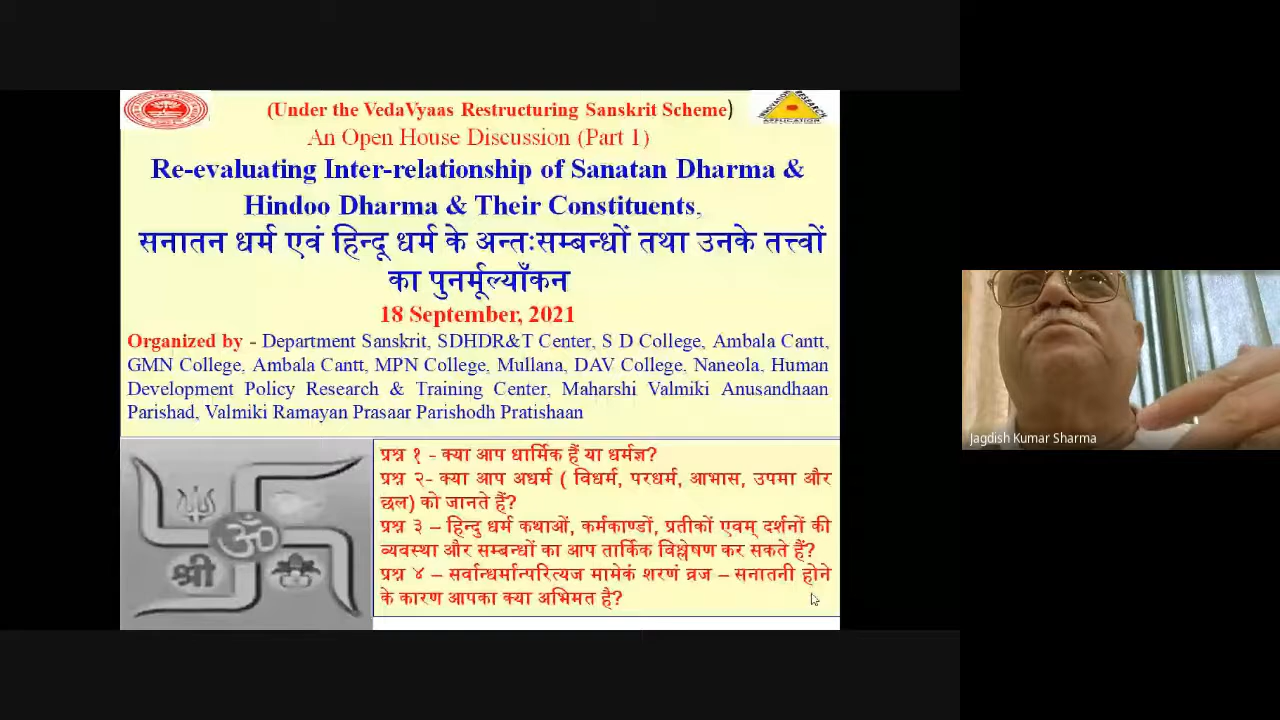 (Under the VedaVyaas Restructuring Sanskrit Scheme)
An Open House Discussion (Part 1)
Re-evaluating Inter-relationship of Sanatan Dharma &
Hindoo Dharma & Their Constituents,
सनातन धर्म एवं हिन्दू धर्म के अन्तःसम्बन्धों तथा उनके तत्त्वों
का पुनर्मूल्याँकन
18 September, 2021
Organized by - Department Sanskrit, SDHDR&T Center, S D College, Ambala Cantt,
GMN College, Ambala Cantt, MPN College, Mullana, DAV College, Naneola, Human
Development Policy Research & Training Center, Maharshi Valmiki Anusandhaan
Parishad, Valmiki Ramayan Prasaar Parishodh Pratishaan
प्रश्न १ - क्या आप धार्मिक हैं या धर्मज्ञ?
प्रश्न २- क्या आप अधर्म ( विधर्म, परधर्म, आभास, उपमा और
छल) को जानते हैं?
प्रश्न ३ – हिन्दु धर्म कथाओं, कर्मकाण्डों, प्रतीकों एवम् दर्शनों की
व्यवस्था और सम्बन्धों का आप तार्किक विश्लेषण कर सकते हैं?
प्रश्न ४ – सर्वान्धर्मान्परित्यज मामेकं शरणं व्रज – सनातनी होने
के कारण आपका क्या अभिमत है?
ॐ
श्री
Jagdish Kumar Sharma